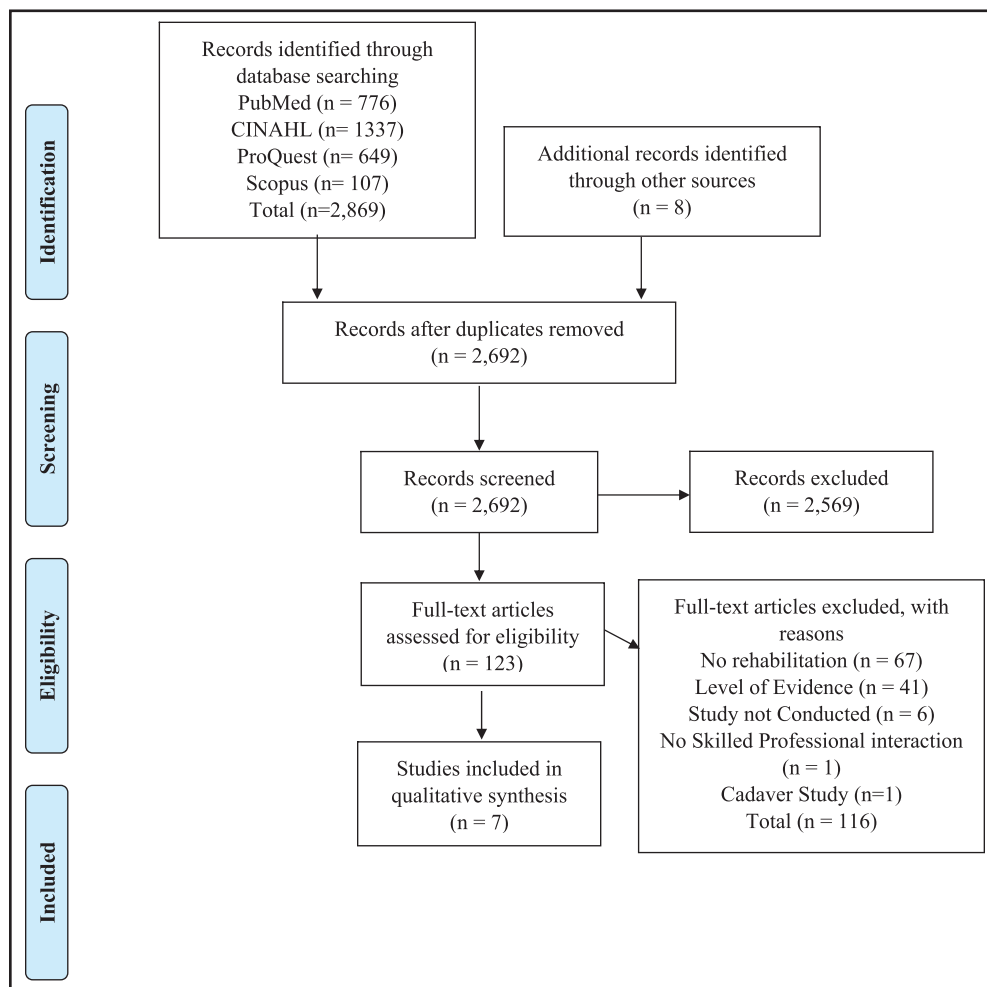 Identification
Records identified through
database searching
PubMed (n = 776)
CINAHL (n= 1337)
ProQuest (n= 649)
Scopus (n= 107)
Total (n=2,869)
Additional records identified
through other sources
(n = 8)
Screening
Records after duplicates removed
(n = 2,692)
Records screened
(n = 2,692)
Records excluded
(n = 2,569)
Eligibility
Full-text articles
assessed for eligibility
(n = 123)
Full-text articles excluded, with
reasons
No rehabilitation (n = 67)
Level of Evidence (n = 41)
Study not Conducted (n = 6)
No Skilled Professional interaction
(n = 1)
Cadaver Study (n=1)
Total (n = 116)
Included
Studies included in
qualitative synthesis
(n = 7)